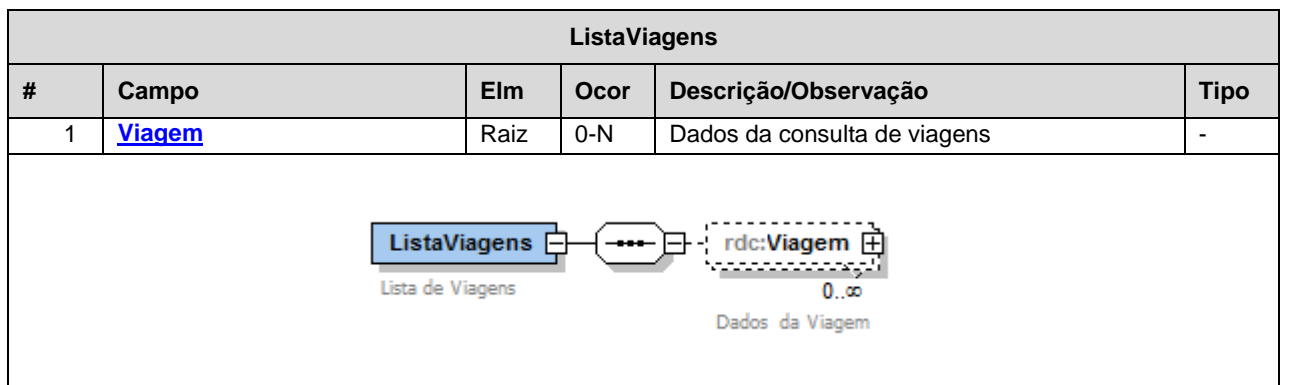 ListaViagens
# Campo Elm Ocor Descrição/Observação Tipo
1 Viagem Raiz 0-N Dados da consulta de viagens -
ListaViagens rdc:Viagem
Lista de Viagens 0..∞
Dados da Viagem